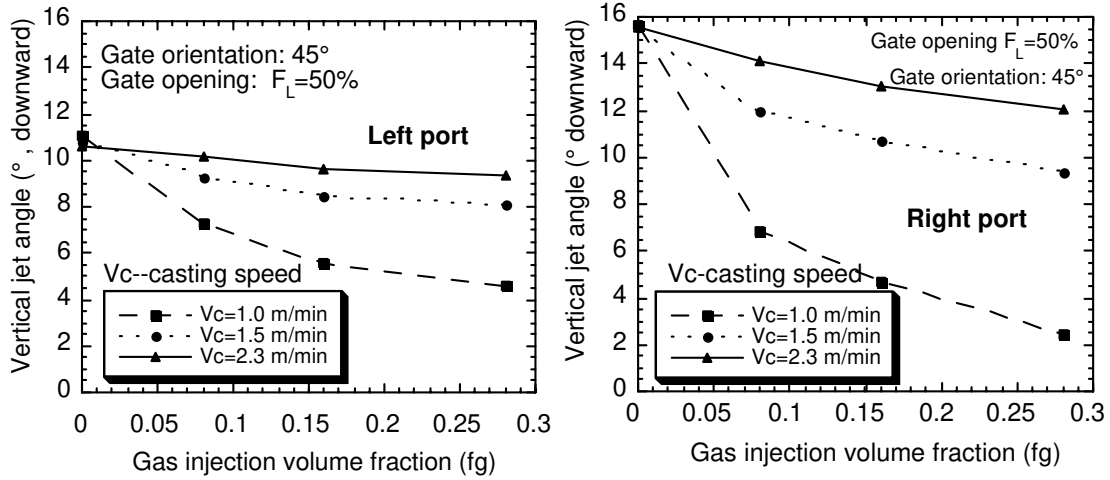 Vertical jet angle (°, downward)
16
14
12
10
8
6
4
2
0
Gate orientation: 45°
Gate opening: F_L=50%
Left port
Vc--casting speed
Vc=1.0 m/min
Vc=1.5 m/min
Vc=2.3 m/min
0 0.05 0.1 0.15 0.2 0.25 0.3
Gas injection volume fraction (fg)
Vertical jet angle (° downward)
16
14
12
10
8
6
4
2
0
Gate opening F_L=50%
Gate orientation: 45°
Right port
Vc-casting speed
Vc=1.0 m/min
Vc=1.5 m/min
Vc=2.3 m/min
0 0.05 0.1 0.15 0.2 0.25 0.3
Gas injection volume fraction (fg)